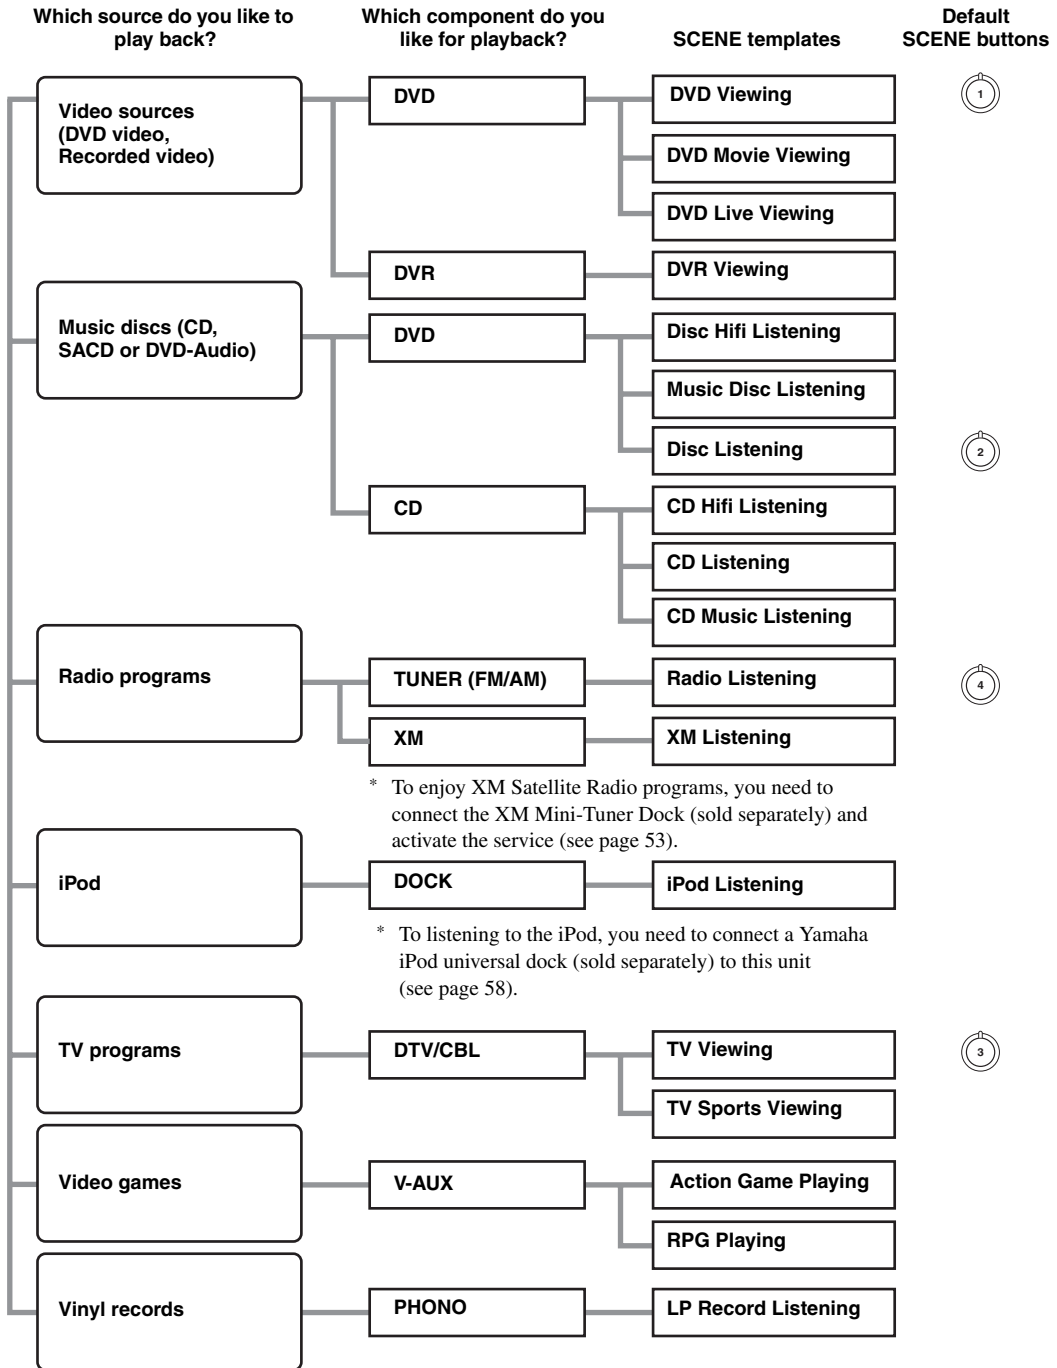 Which source do you like to
play back?
Which component do you
like for playback?
SCENE templates
Default
SCENE buttons
Video sources
(DVD video,
Recorded video)
DVD
DVD Viewing
1
DVD Movie Viewing
DVD Live Viewing
DVR
DVR Viewing
Music discs (CD,
SACD or DVD-Audio)
DVD
Disc Hifi Listening
Music Disc Listening
Disc Listening
2
CD
CD Hifi Listening
CD Listening
CD Music Listening
Radio programs
TUNER (FM/AM)
Radio Listening
4
XM
XM Listening
* To enjoy XM Satellite Radio programs, you need to
connect the XM Mini-Tuner Dock (sold separately) and
activate the service (see page 53).
iPod
DOCK
iPod Listening
* To listening to the iPod, you need to connect a Yamaha
iPod universal dock (sold separately) to this unit
(see page 58).
TV programs
DTV/CBL
TV Viewing
3
TV Sports Viewing
Video games
V-AUX
Action Game Playing
RPG Playing
Vinyl records
PHONO
LP Record Listening